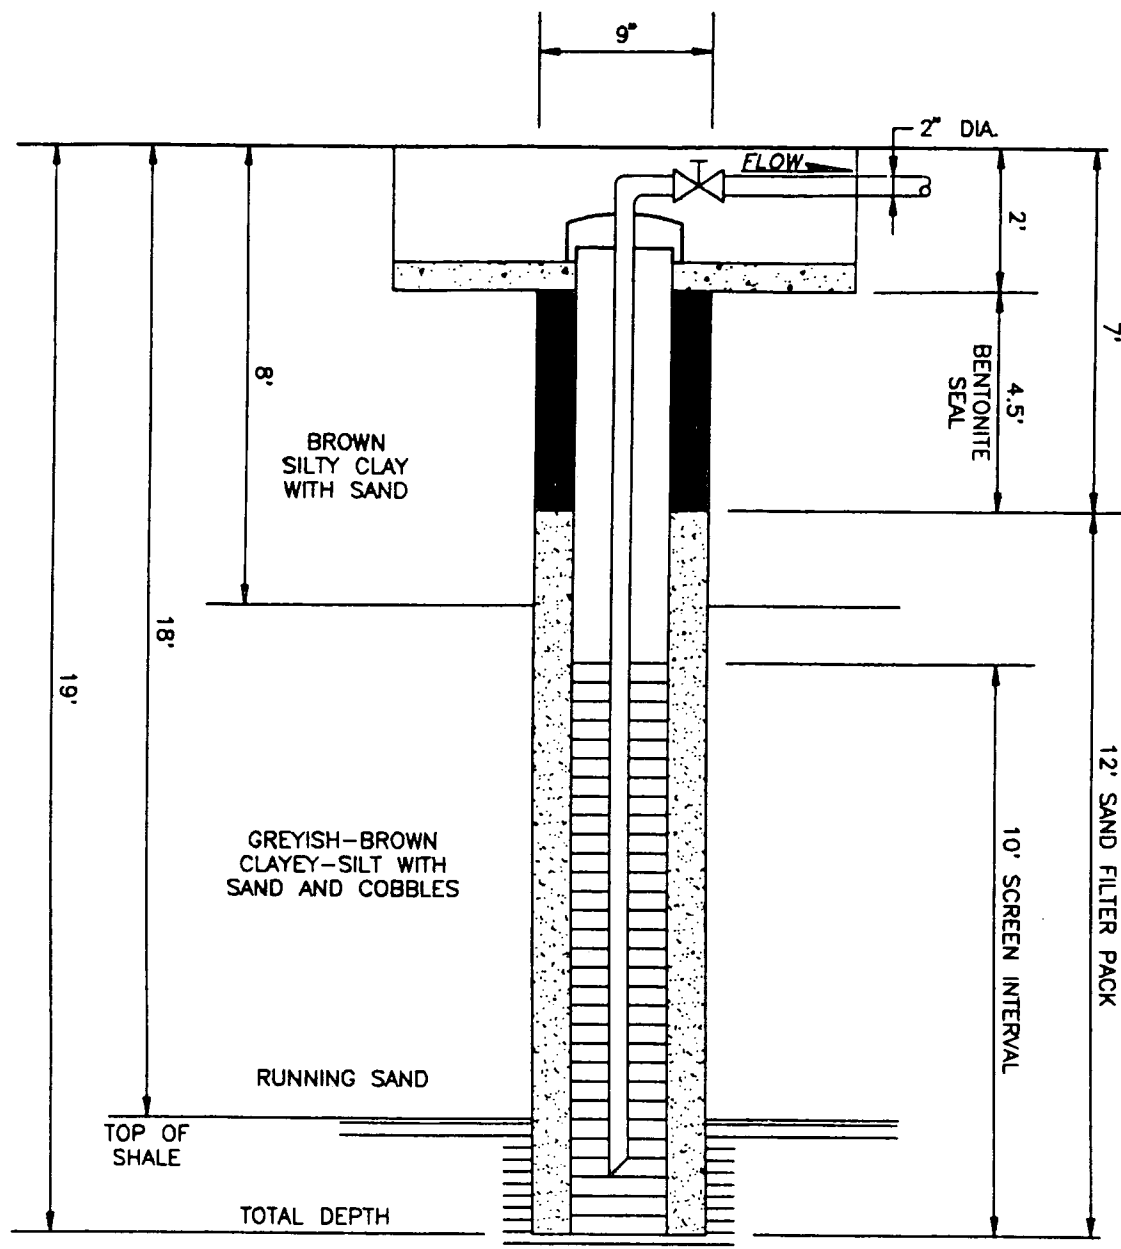 9"
2" DIA.
FLOW
2'
7'
8'
4.5'
BENTONITE
SEAL
BROWN
SILTY CLAY
WITH SAND
18'
19'
12' SAND FILTER PACK
10' SCREEN INTERVAL
GREYISH-BROWN
CLAYEY-SILT WITH
SAND AND COBBLES
RUNNING SAND
TOP OF
SHALE
TOTAL DEPTH